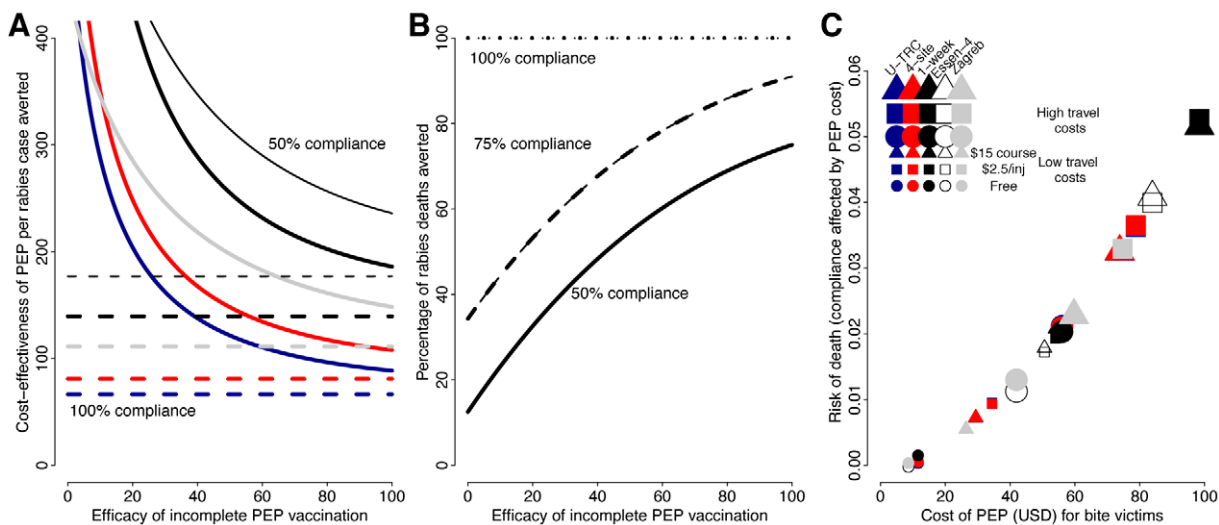 A
Cost–effectiveness of PEP per rabies case averted
400
300
200
100
0
50% compliance
100% compliance
0 20 40 60 80 100
Efficacy of incomplete PEP vaccination
B
Percentage of rabies deaths averted
100
80
60
40
20
0
100% compliance
75% compliance
50% compliance
0 20 40 60 80 100
Efficacy of incomplete PEP vaccination
C
Risk of death (compliance affected by PEP cost)
0.06
0.05
0.04
0.03
0.02
0.01
0.00
U–TRC
4–site
1–week
Essen–4
Zagreb
High travel
costs
$15 course
Low travel
costs
$2.5/inj
Free
0 20 40 60 80 100
Cost of PEP (USD) for bite victims